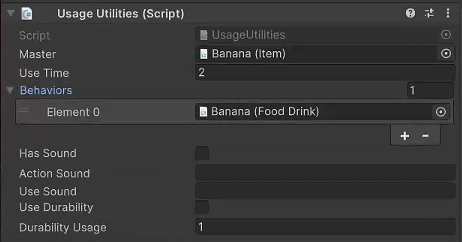 Usage Utilities (Script)
Script UsageUtilities
Master Banana (Item)
Use Time 2
Behaviors 1
Element 0 Banana (Food Drink)
+ -
Has Sound
Action Sound
Use Sound
Use Durability
Durability Usage 1